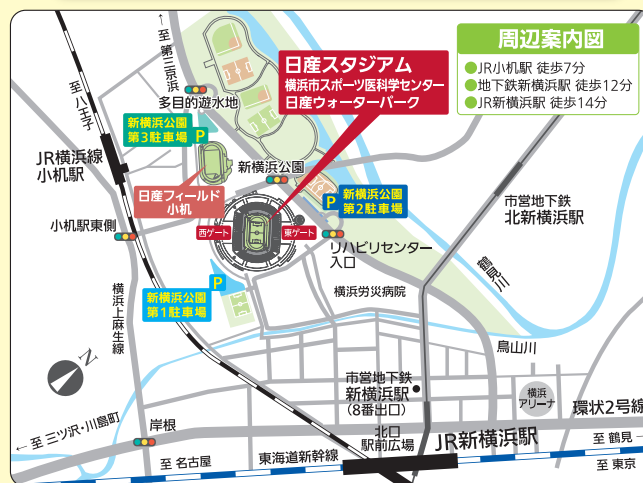 周辺案内図
●JR小机駅 徒歩7分
●地下鉄新横浜駅 徒歩12分
●JR新横浜駅 徒歩14分
日産スタジアム
横浜市スポーツ医科学センター
日産ウォーターパーク
← 至 第三京浜
至 八王子
多目的遊水地
新横浜公園
第3駐車場
P
JR横浜線
小机駅
新横浜公園
日産フィールド
小机
P
新横浜公園
第2駐車場
市営地下鉄
北新横浜駅
小机駅東側
西ゲート
東ゲート
リハビリセンター
入口
鶴見川
P
新横浜公園
第1駐車場
横浜労災病院
横浜上麻生線
鳥山川
N
市営地下鉄
新横浜駅
(8番出口)
横浜
アリーナ
環状2号線
← 至 三ツ沢・川島町
岸根
北口
駅前広場
JR新横浜駅
至 鶴見 →
至 名古屋
東海道新幹線
至 東京